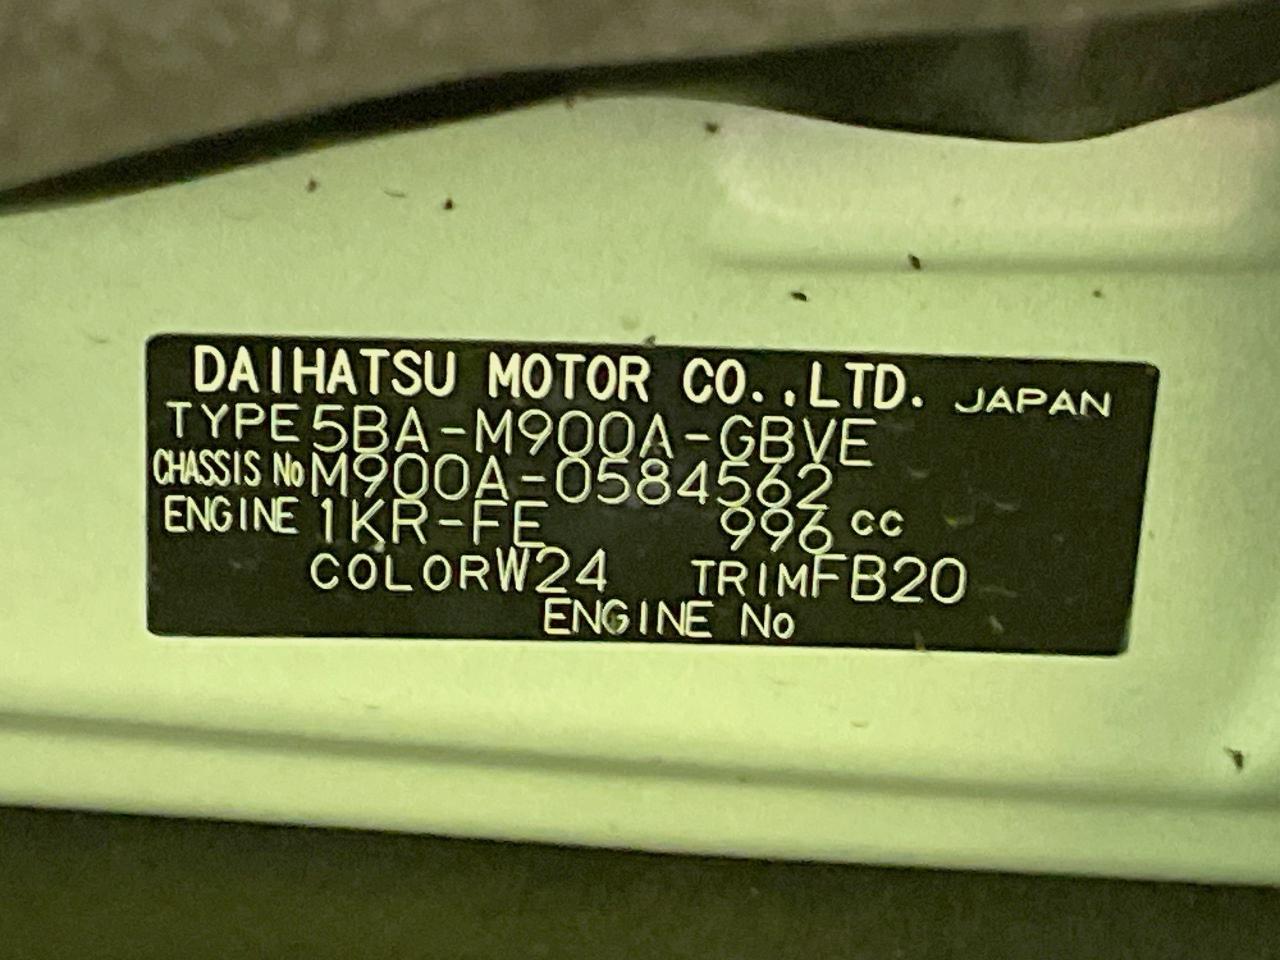 DAIHATSU MOTOR CO.,LTD. JAPAN
TYPE 5BA-M900A-GBVE
CHASSIS No M900A-0584562
ENGINE 1KR-FE 996 CC
COLOR W24 TRIM FB20
ENGINE No